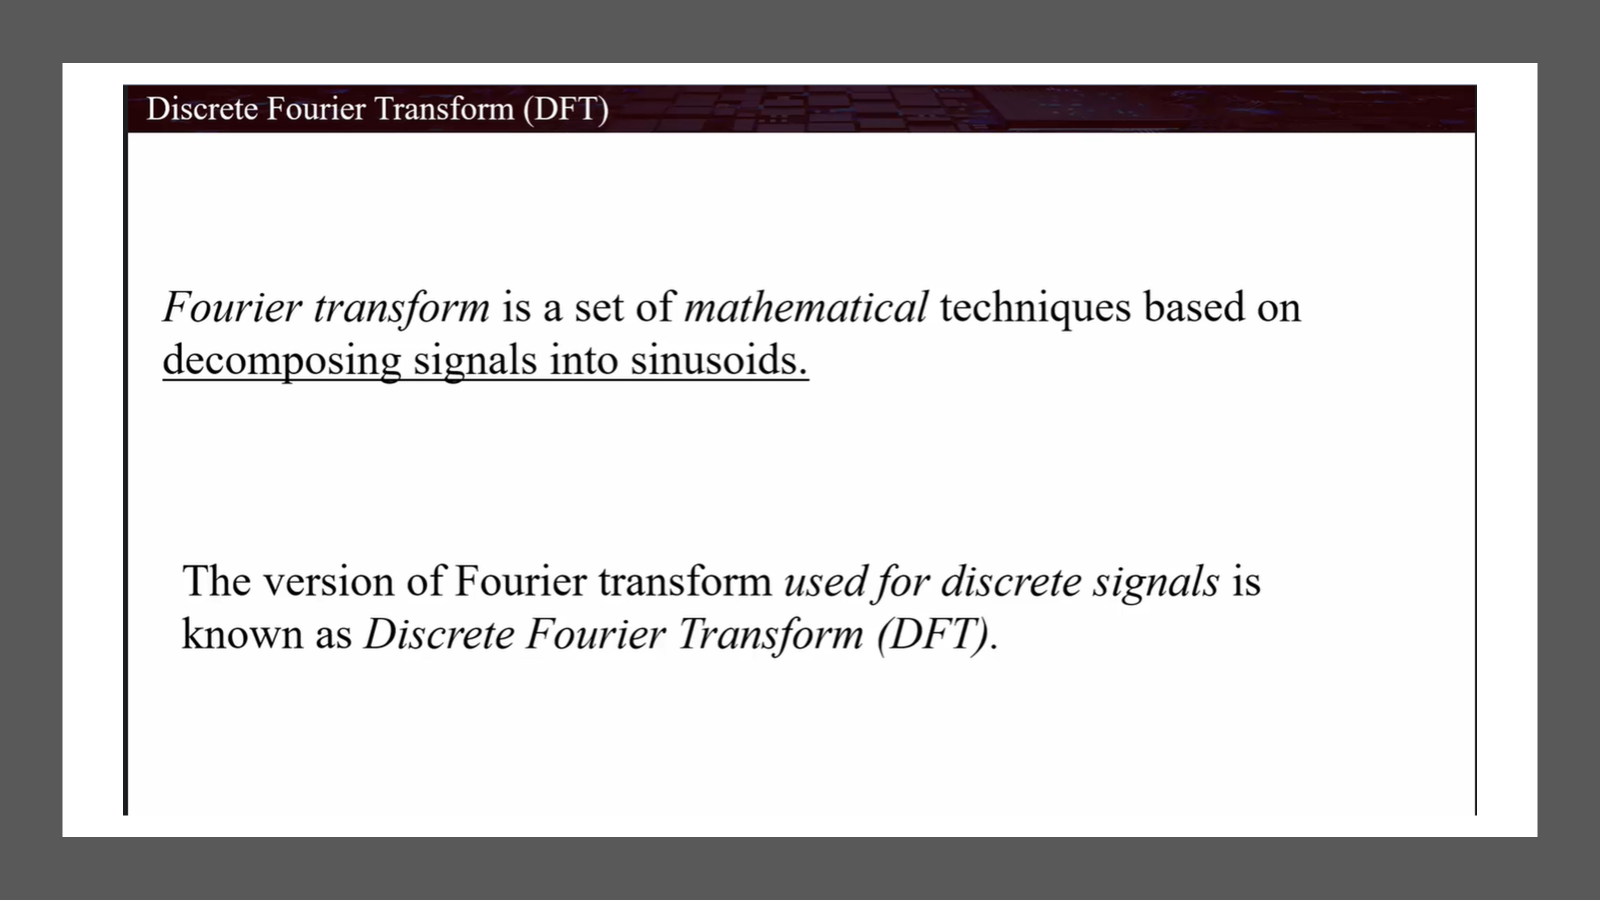 Discrete Fourier Transform (DFT)
Fourier transform is a set of mathematical techniques based on
decomposing signals into sinusoids.
The version of Fourier transform used for discrete signals is
known as Discrete Fourier Transform (DFT).